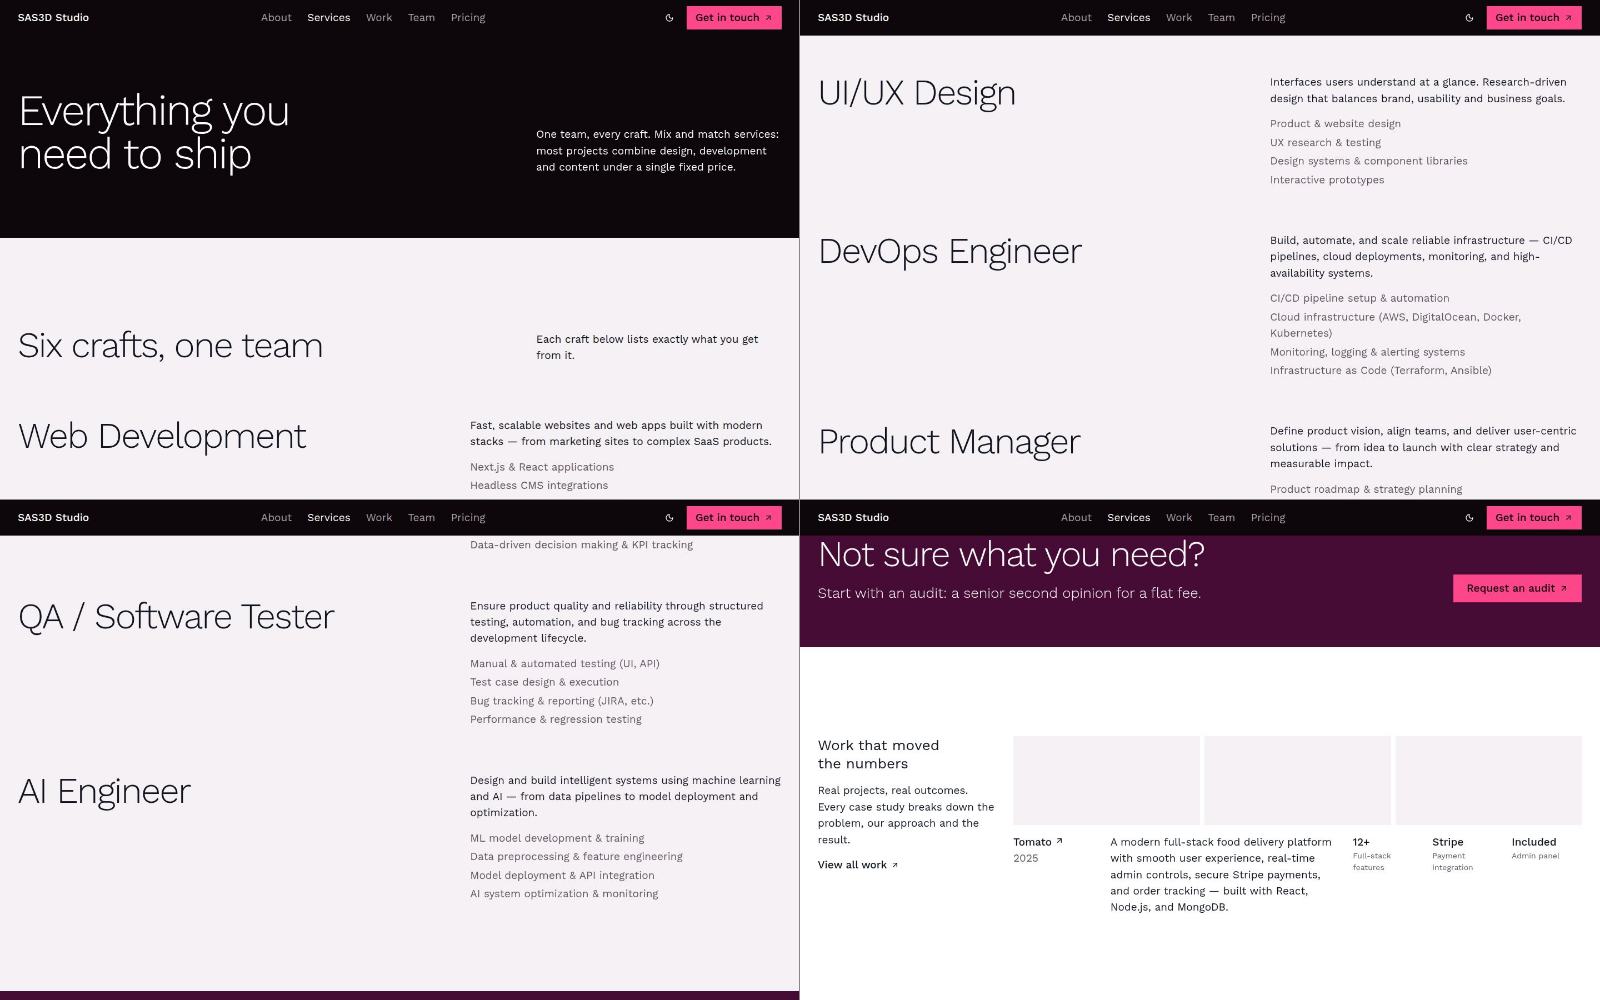 SAS3D Studio
About Services Work Team Pricing
Get in touch ↗
Everything you
need to ship
One team, every craft. Mix and match services:
most projects combine design, development
and content under a single fixed price.
Six crafts, one team
Each craft below lists exactly what you get
from it.
Web Development
Fast, scalable websites and web apps built with modern
stacks — from marketing sites to complex SaaS products.
Next.js & React applications
Headless CMS integrations
SAS3D Studio
About Services Work Team Pricing
Get in touch ↗
UI/UX Design
Interfaces users understand at a glance. Research-driven
design that balances brand, usability and business goals.
Product & website design
UX research & testing
Design systems & component libraries
Interactive prototypes
DevOps Engineer
Build, automate, and scale reliable infrastructure — CI/CD
pipelines, cloud deployments, monitoring, and high-
availability systems.
CI/CD pipeline setup & automation
Cloud infrastructure (AWS, DigitalOcean, Docker,
Kubernetes)
Monitoring, logging & alerting systems
Infrastructure as Code (Terraform, Ansible)
Product Manager
Define product vision, align teams, and deliver user-centric
solutions — from idea to launch with clear strategy and
measurable impact.
Product roadmap & strategy planning
SAS3D Studio
About Services Work Team Pricing
Get in touch ↗
Data-driven decision making & KPI tracking
QA / Software Tester
Ensure product quality and reliability through structured
testing, automation, and bug tracking across the
development lifecycle.
Manual & automated testing (UI, API)
Test case design & execution
Bug tracking & reporting (JIRA, etc.)
Performance & regression testing
AI Engineer
Design and build intelligent systems using machine learning
and AI — from data pipelines to model deployment and
optimization.
ML model development & training
Data preprocessing & feature engineering
Model deployment & API integration
AI system optimization & monitoring
SAS3D Studio
About Services Work Team Pricing
Get in touch ↗
Not sure what you need?
Start with an audit: a senior second opinion for a flat fee.
Request an audit ↗
Work that moved
the numbers
Real projects, real outcomes.
Every case study breaks down the
problem, our approach and the
result.
View all work ↗
Tomato ↗
2025
A modern full-stack food delivery platform
with smooth user experience, real-time
admin controls, secure Stripe payments,
and order tracking — built with React,
Node.js, and MongoDB.
12+
Full-stack
features
Stripe
Payment
integration
Included
Admin panel